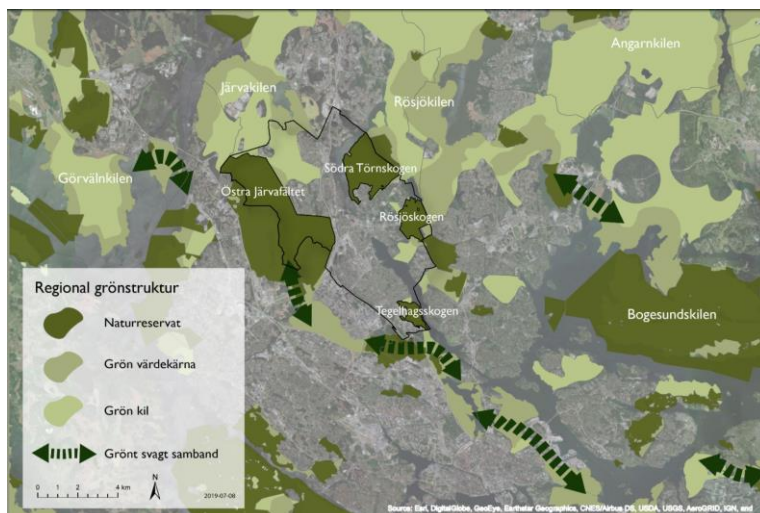 Angarnkilen
Järvakilen
Rösjökilen
Görvälnkilen
Södra Törnskogen
Östra Järvafältet
Rösjöskogen
Tegelhagsskogen
Bogesundskilen
Regional grönstruktur
Naturreservat
Grön värdekärna
Grön kil
Grönt svagt samband
N
0 1 2 4 km
2019-07-08
Source: Esri, DigitalGlobe, GeoEye, Earthstar Geographics, CNES/Airbus DS, USDA, USGS, AeroGRID, IGN, and